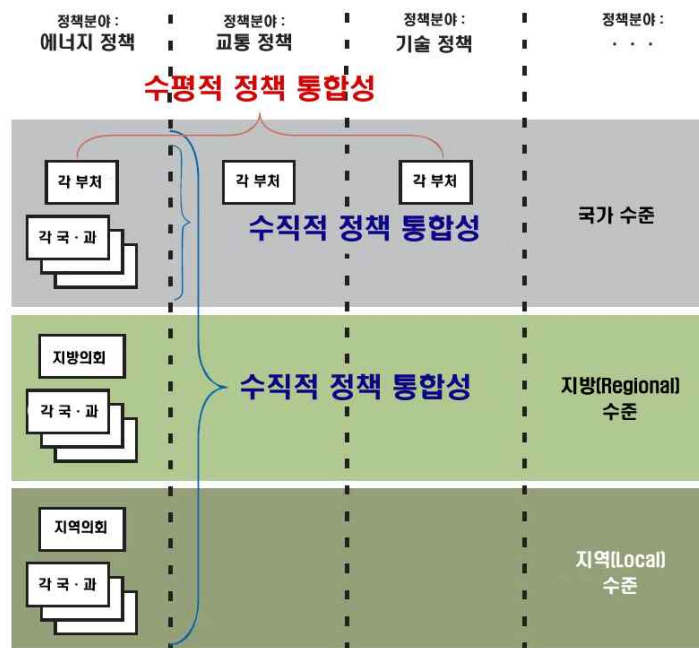 정책분야 :
에너지 정책
정책분야 :
교통 정책
정책분야 :
기술 정책
정책분야 :
· · ·
수평적 정책 통합성
각 부처
각 부처
각 부처
각 국 · 과
수직적 정책 통합성
국가 수준
지방의회
각 국 · 과
수직적 정책 통합성
지방(Regional)
수준
지역의회
각 국 · 과
지역(Local)
수준